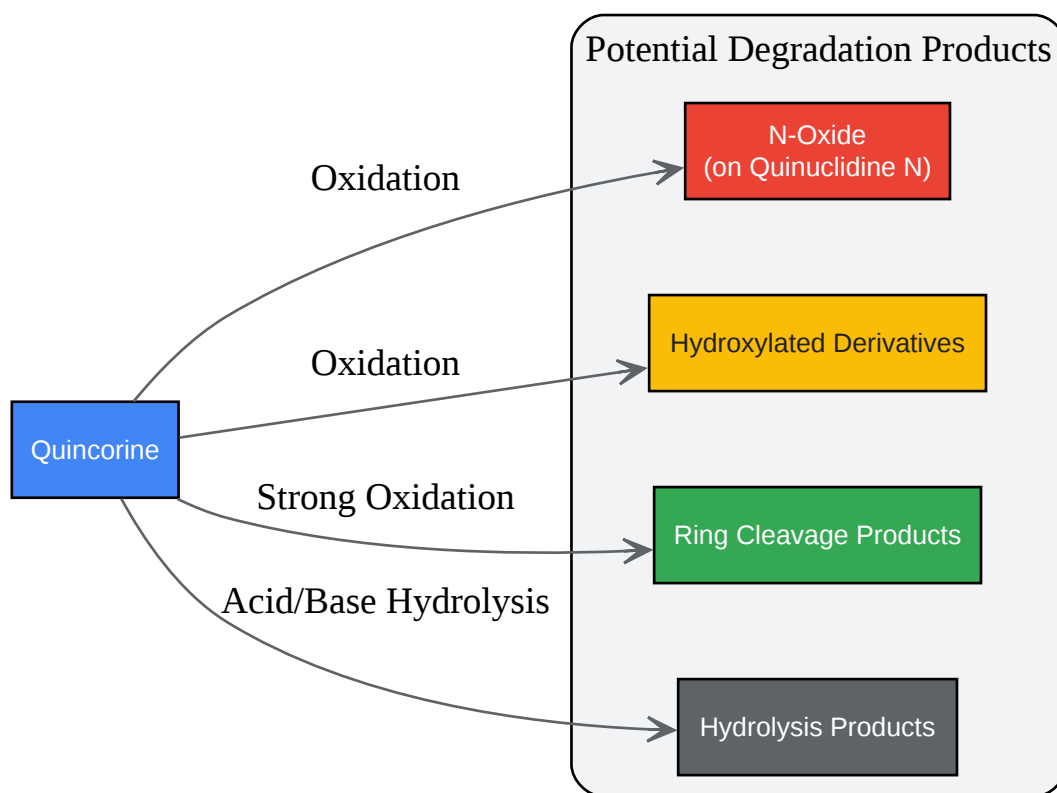 Potential Degradation Products
N-Oxide
(on Quinuclidine N)
Oxidation
Hydroxylated Derivatives
Oxidation
Quincorine
Strong Oxidation
Ring Cleavage Products
Acid/Base Hydrolysis
Hydrolysis Products